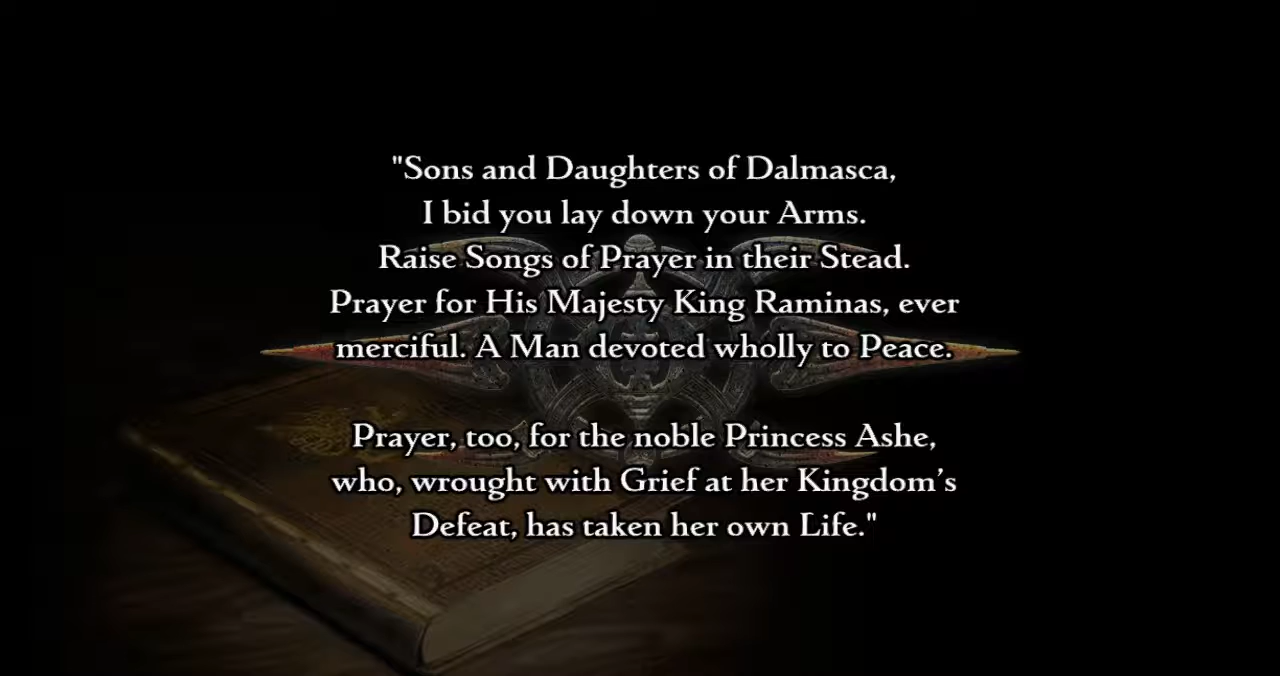 "Sons and Daughters of Dalmasca,
I bid you lay down your Arms.
Raise Songs of Prayer in their Stead.
Prayer for His Majesty King Raminas, ever
merciful. A Man devoted wholly to Peace.
Prayer, too, for the noble Princess Ashe,
who, wrought with Grief at her Kingdom’s
Defeat, has taken her own Life."